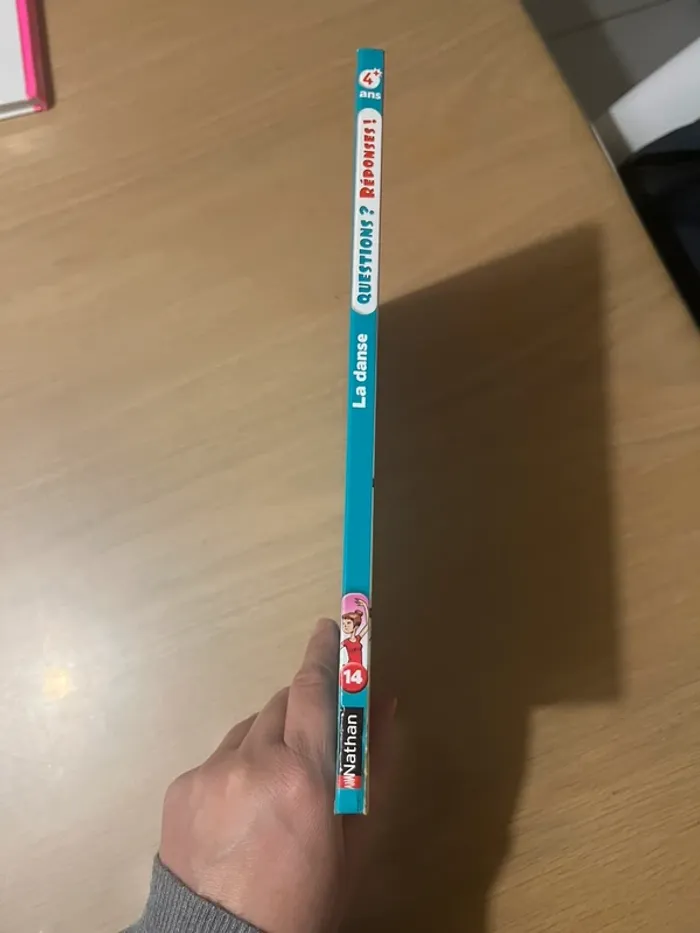 4+
ans
QUESTIONS ? RÉPONSES !
La danse
14
Nathan